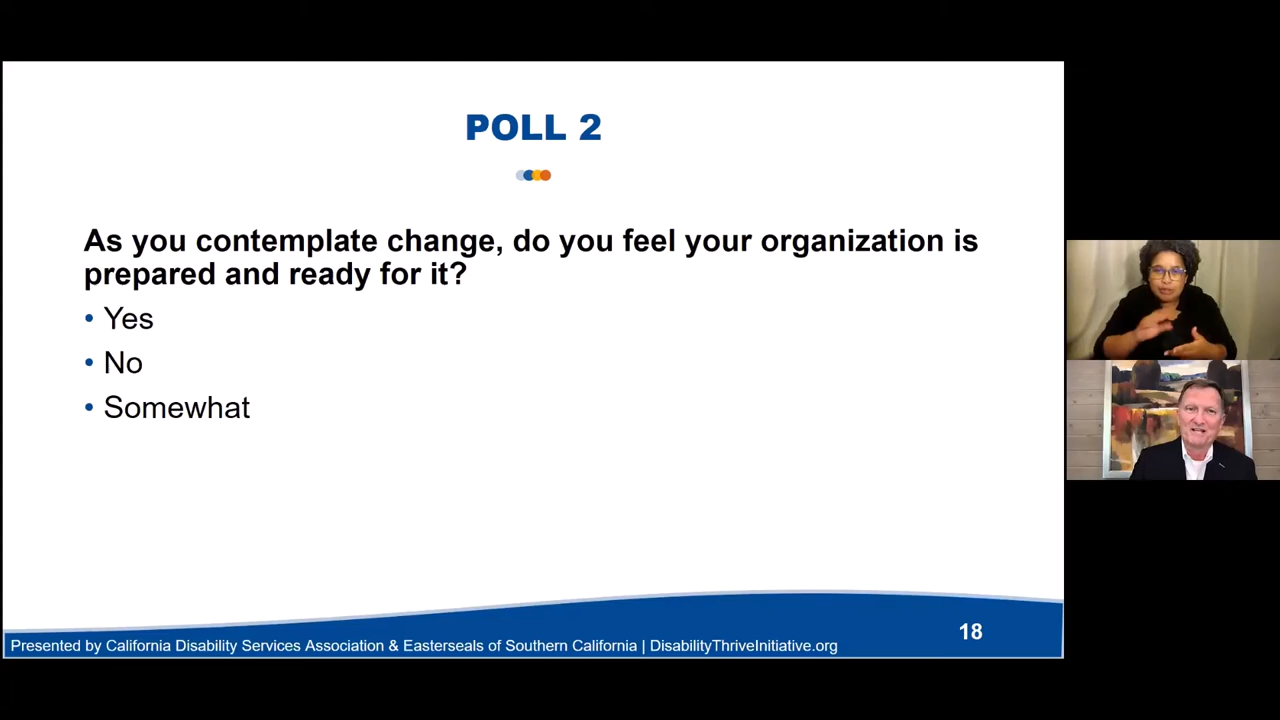 POLL 2
As you contemplate change, do you feel your organization is
prepared and ready for it?
• Yes
• No
• Somewhat
18
Presented by California Disability Services Association & Easterseals of Southern California | DisabilityThriveInitiative.org